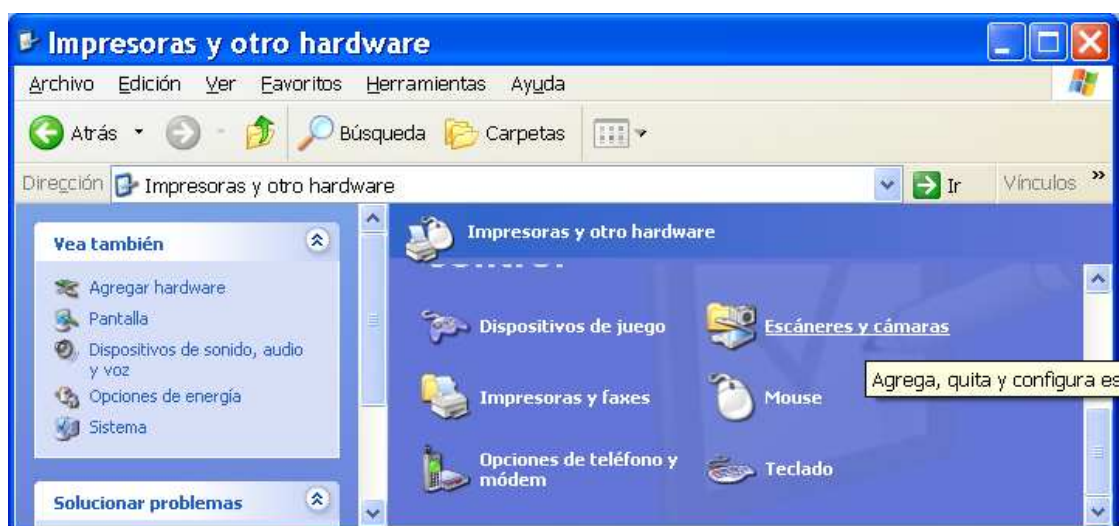 Impresoras y otro hardware
Archivo Edición Ver Favoritos Herramientas Ayuda
Atrás Búsqueda Carpetas
Dirección Impresoras y otro hardware Ir Vínculos »
Vea también
Agregar hardware
Pantalla
Dispositivos de sonido, audio
y voz
Opciones de energía
Sistema
Solucionar problemas
Impresoras y otro hardware
Dispositivos de juego
Escáneres y cámaras
Agrega, quita y configura es
Impresoras y faxes
Mouse
Opciones de teléfono y
módem
Teclado